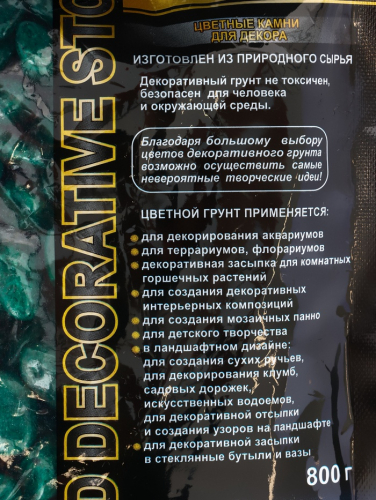 DECORATIVE STO
ЦВЕТНЫЕ КАМНИ
ДЛЯ ДЕКОРА
ИЗГОТОВЛЕН ИЗ ПРИРОДНОГО СЫРЬЯ
Декоративный грунт не токсичен,
безопасен для человека
и окружающей среды.
Благодаря большому выбору
цветов декоративного грунта
возможно осуществить самые
невероятные творческие идеи!
ЦВЕТНОЙ ГРУНТ ПРИМЕНЯЕТСЯ:
для декорирования аквариумов
для террариумов, флорариумов
декоративная засыпка для комнатных
горшечных растений
для создания декоративных
интерьерных композиций
для создания мозаичных панно
для детского творчества
в ландшафтном дизайне:
для создания сухих ручьев,
для декорирования клумб,
садовых дорожек,
искусственных водоемов,
для декоративной отсыпки
и создания узоров на ландшафте
для декоративной засыпки
в стеклянные бутыли и вазы
800 г